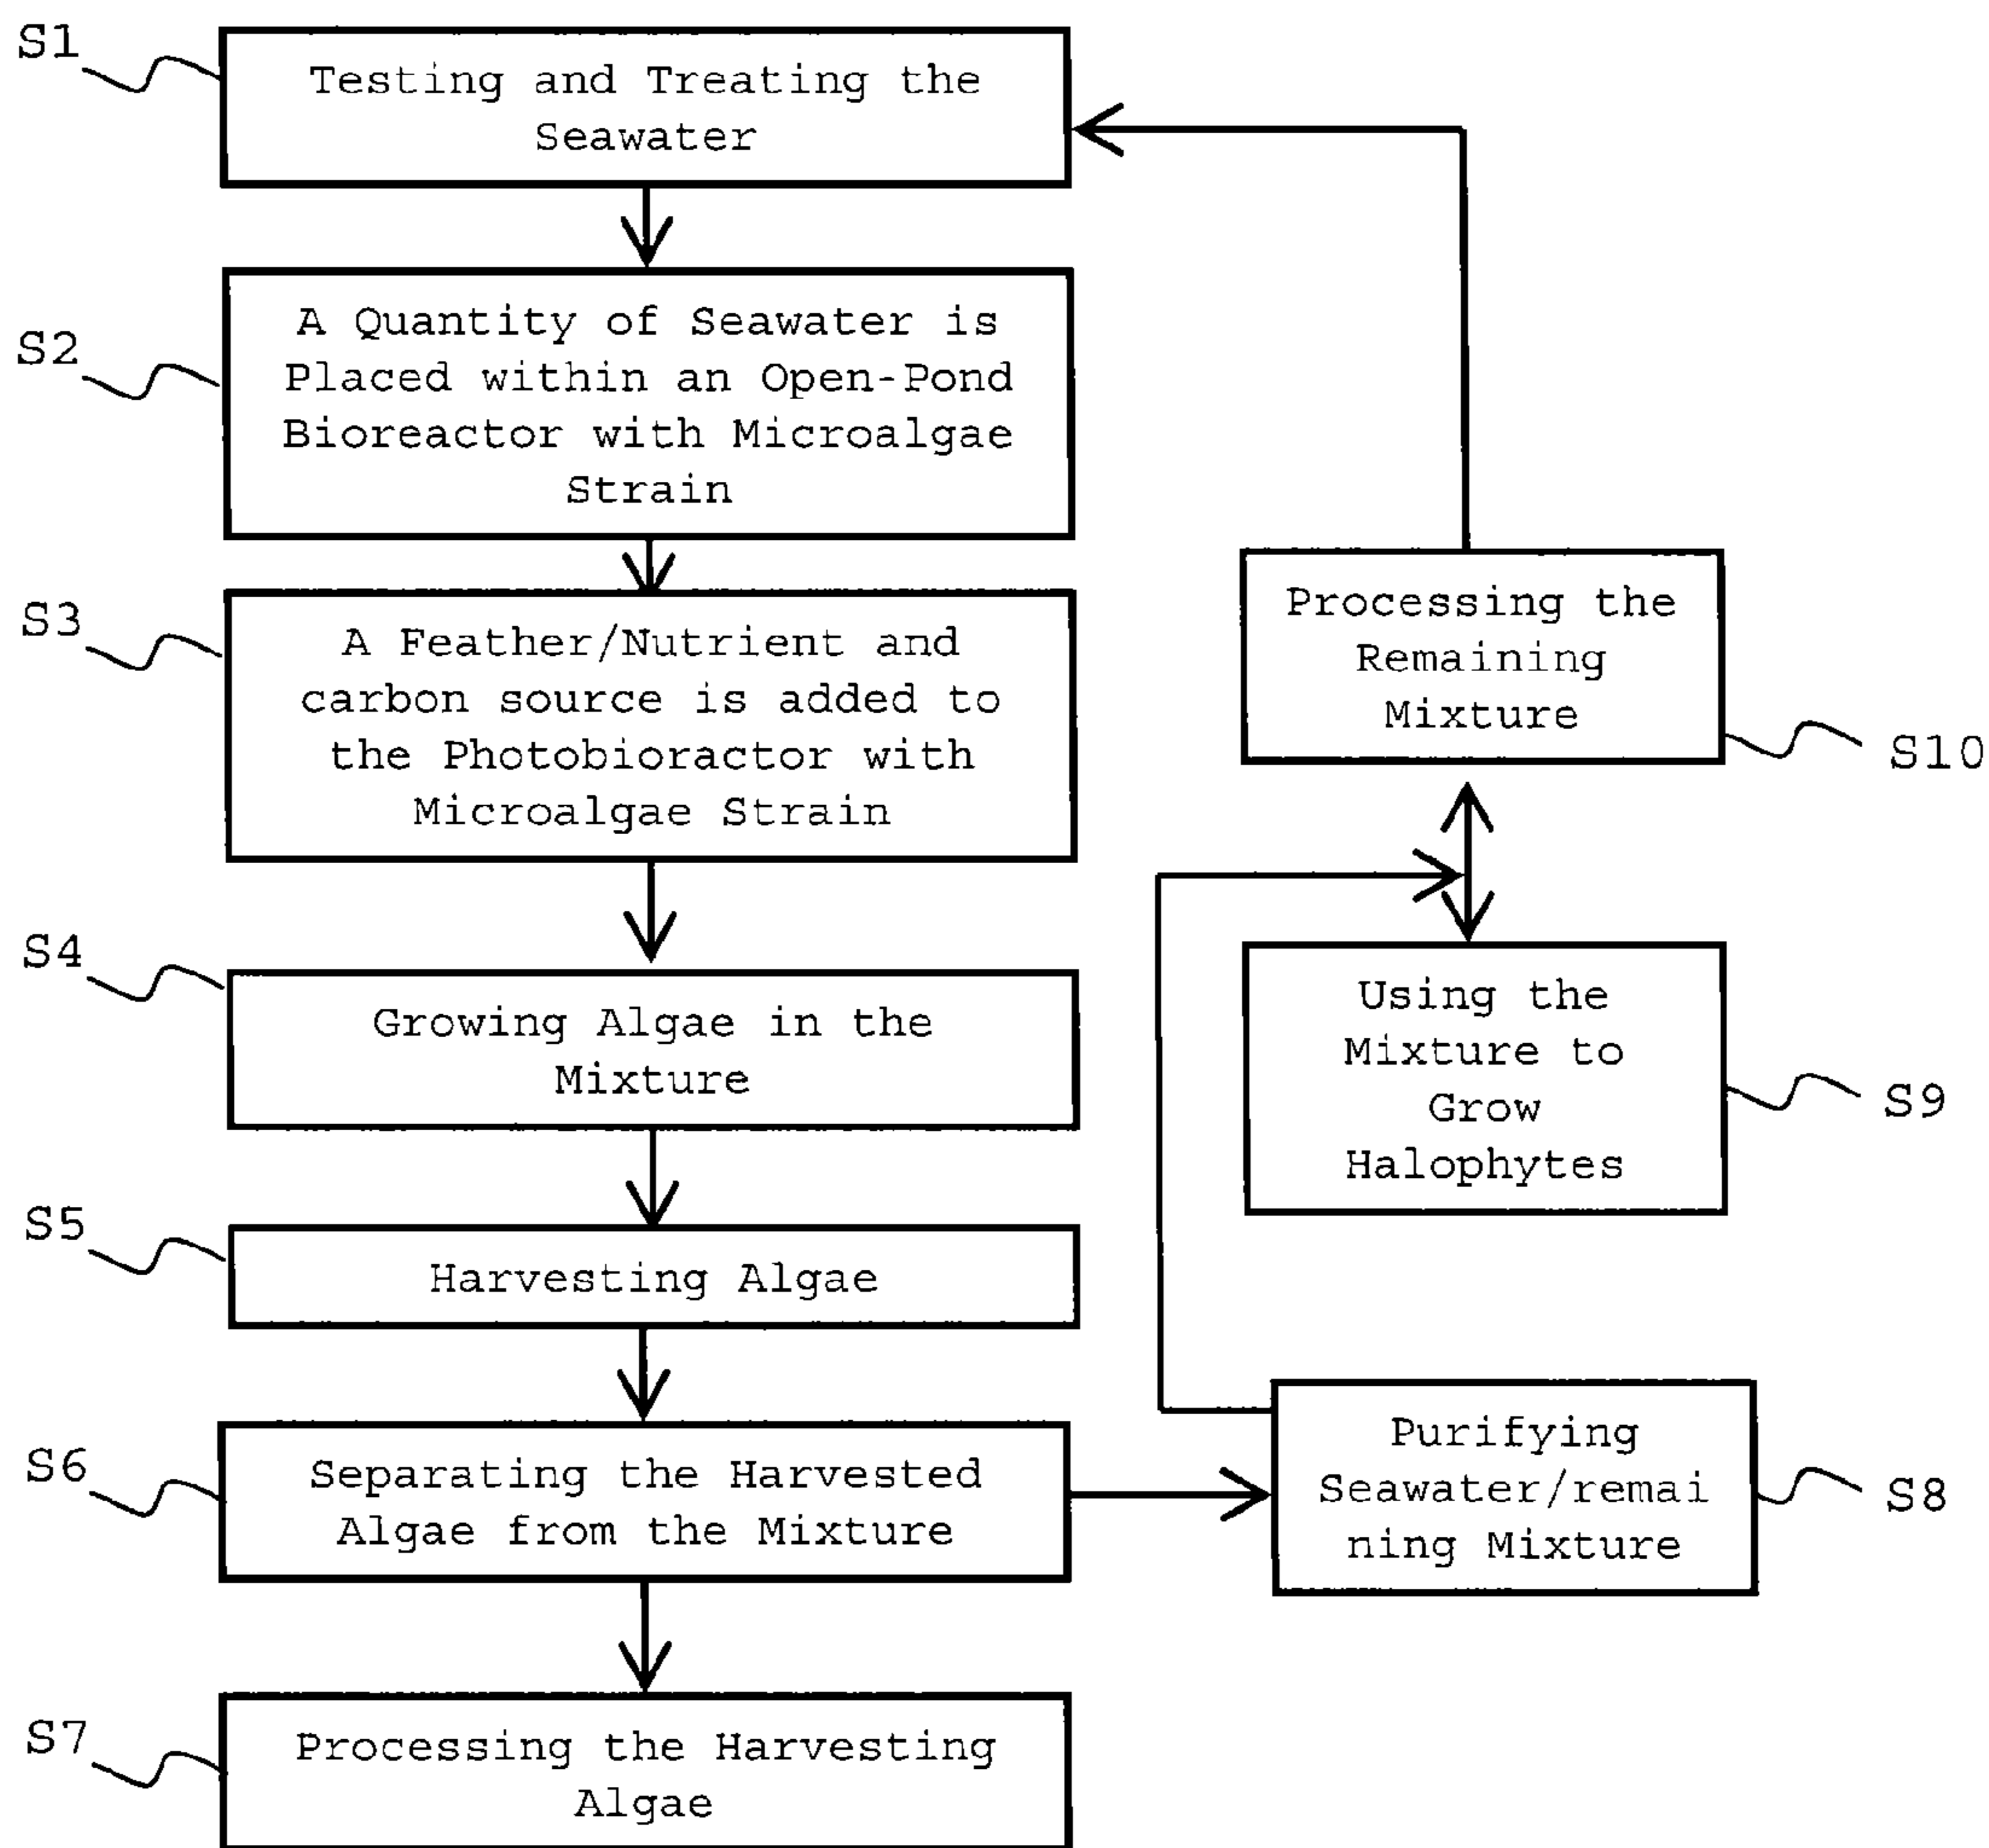 S1
Testing and Treating the
Seawater
S2
A Quantity of Seawater is
Placed within an Open-Pond
Bioreactor with Microalgae
Strain
S3
A Feather/Nutrient and
carbon source is added to
the Photobioractor with
Microalgae Strain
S4
Growing Algae in the
Mixture
S5
Harvesting Algae
S6
Separating the Harvested
Algae from the Mixture
S7
Processing the Harvesting
Algae
Purifying
Seawater/remai
ning Mixture
S8
Using the
Mixture to
Grow
Halophytes
S9
Processing the
Remaining
Mixture
S10